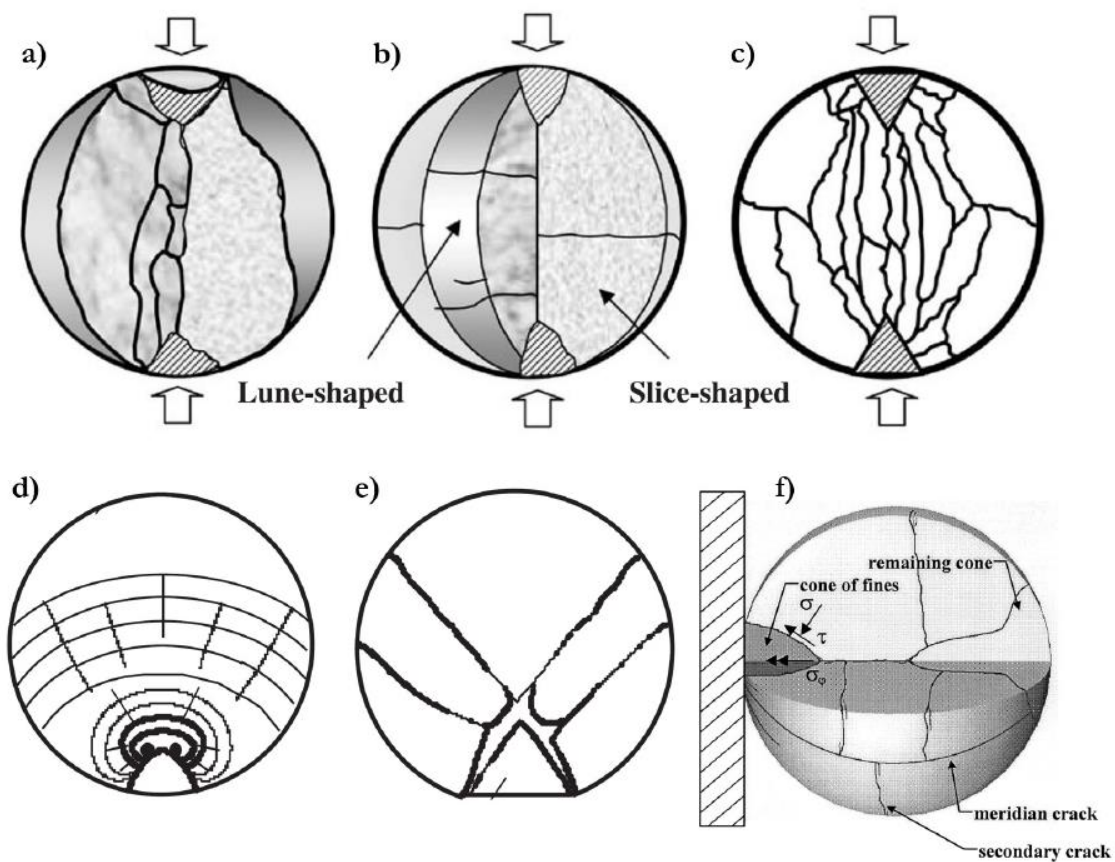 a)
b)
c)
Lune-shaped
Slice-shaped
d)
e)
f)
remaining cone
cone of fines
σ
τ
σφ
meridian crack
secondary crack